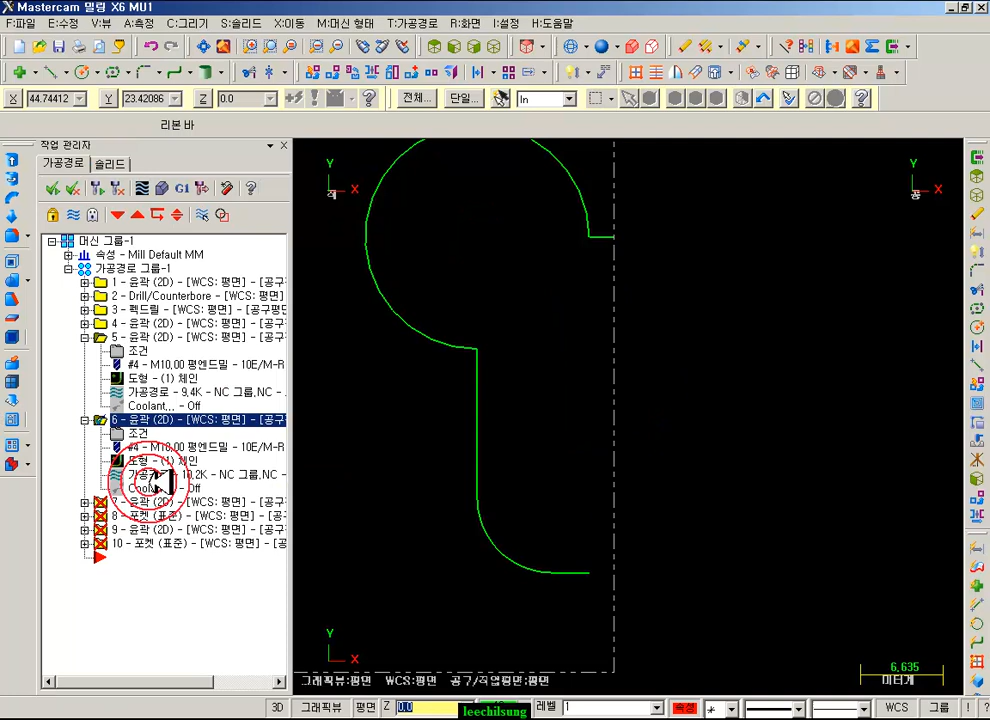 Mastercam 밀링 X6 MU1
F:파일 E:수정 V:뷰 A:측정 C:그리기 S:솔리드 X:이동 M:머신 형태 T:가공경로 R:화면 I:설정 H:도움말
G1
X 44.74412 Y 23.42086 Z 0.0 전체... 단일... In
리본 바
작업 관리자
가공경로 솔리드
머신 그룹-1
속성 - Mill Default MM
가공경로 그룹-1
1 - 윤곽 (2D) - [WCS: 평면] - [공구
2 - Drill/Counterbore - [WCS: 평면]
3 - 펙드릴 - [WCS: 평면] - [공구평면
4 - 윤곽 (2D) - [WCS: 평면] - [공구
5 - 윤곽 (2D) - [WCS: 평면] - [공구
조건
#4 - M10.00 평엔드밀 - 10E/M-R
도형 - (1) 체인
가공경로 - 9.4K - NC 그룹.NC -
Coolant... - Off
6 - 윤곽 (2D) - [WCS: 평면] - [공구
조건
#4 - M10.00 평엔드밀 - 10E/M-R
도형 - (1) 체인
10.2K - NC 그룹.NC -
Off
7 - 윤곽 (2D) - [WCS: 평면] - [공구
8 - 포켓 (표준) - [WCS: 평면] - [공
9 - 윤곽 (2D) - [WCS: 평면] - [공구
10 - 포켓 (표준) - [WCS: 평면] - [
Y X
Y X
Y X
그래픽뷰:평면 WCS:평면 공구/작업평면:평면
6.635
미터계
3D 그래픽뷰 평면 Z 0.0 레벨 1 속성 WCS 그룹 ! ?
leechilsung